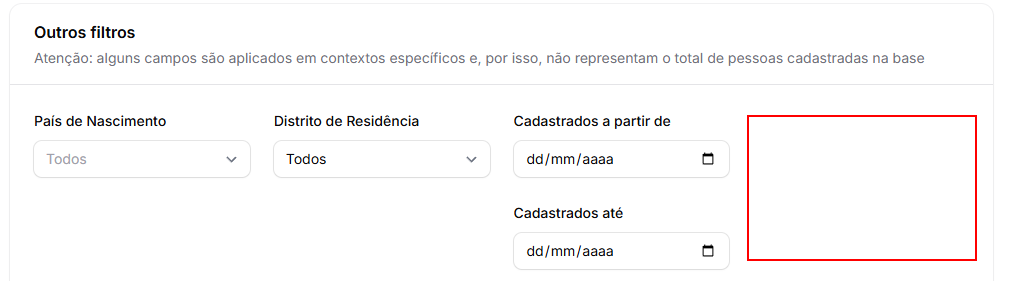 Outros filtros
Atenção: alguns campos são aplicados em contextos específicos e, por isso, não representam o total de pessoas cadastradas na base
País de Nascimento
Todos
Distrito de Residência
Todos
Cadastrados a partir de
dd/mm/aaaa
Cadastrados até
dd/mm/aaaa